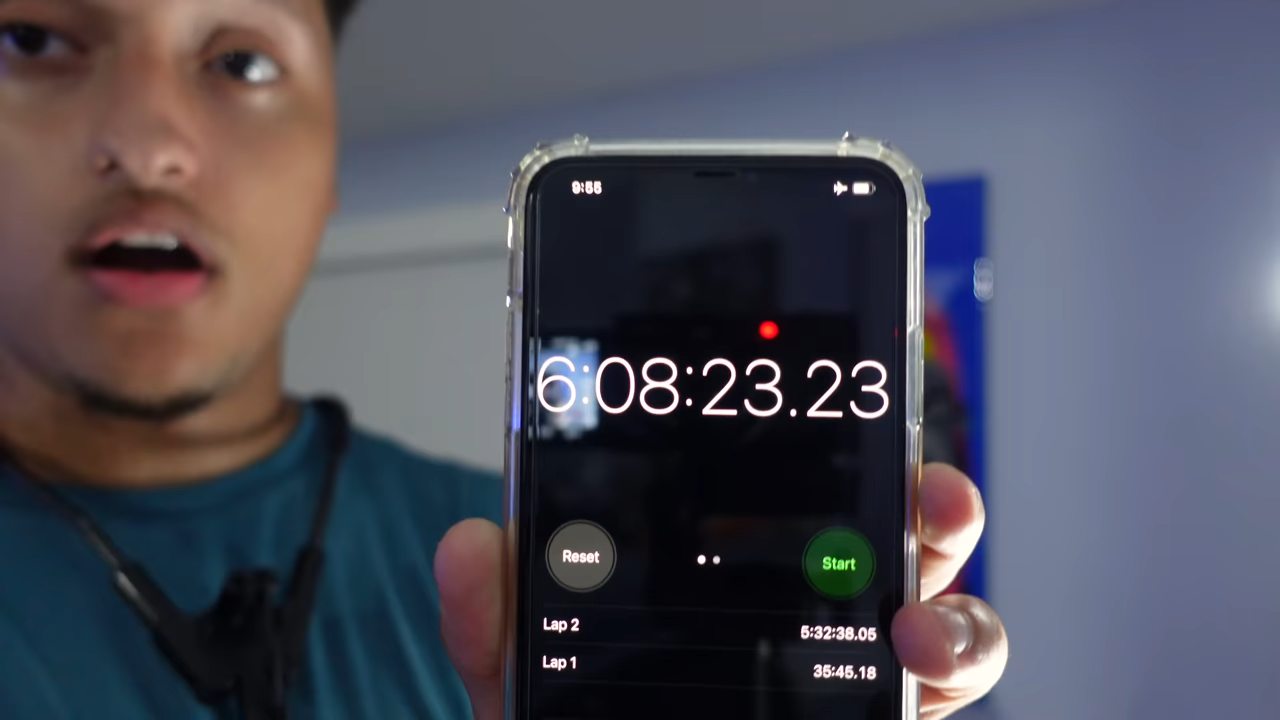 9:55
6:08:23.23
Reset
Start
Lap 2 5:32:38.05
Lap 1 35:45.18